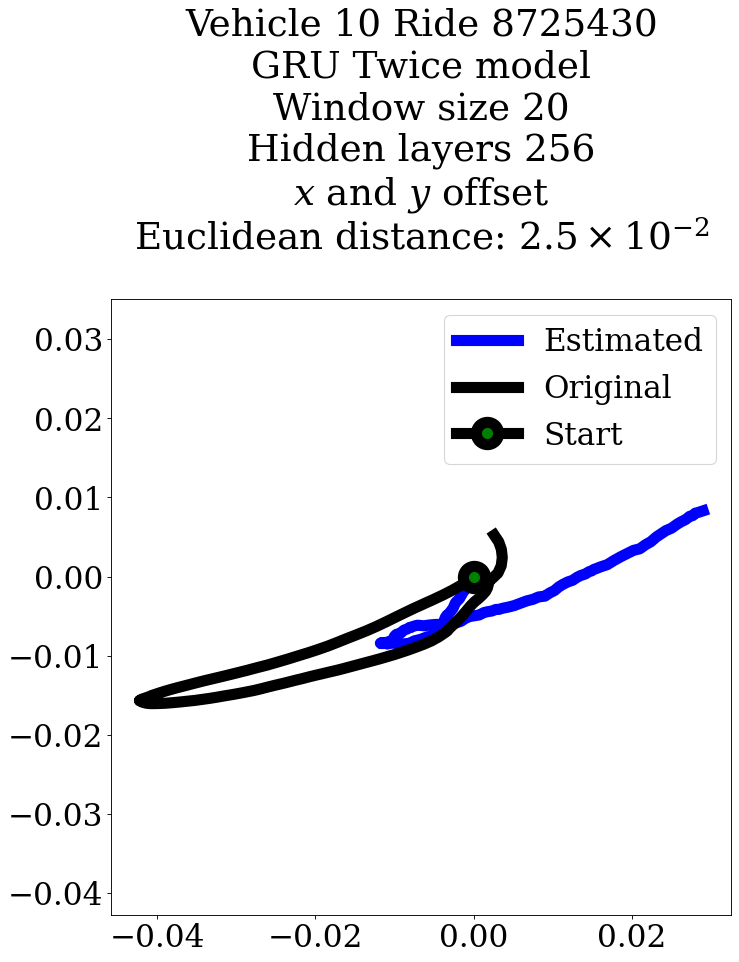 Vehicle 10 Ride 8725430
GRU Twice model
Window size 20
Hidden layers 256
x and y offset
Euclidean distance: 2.5 × 10⁻²
Estimated
Original
Start
0.03
0.02
0.01
0.00
−0.01
−0.02
−0.03
−0.04
−0.04 −0.02 0.00 0.02